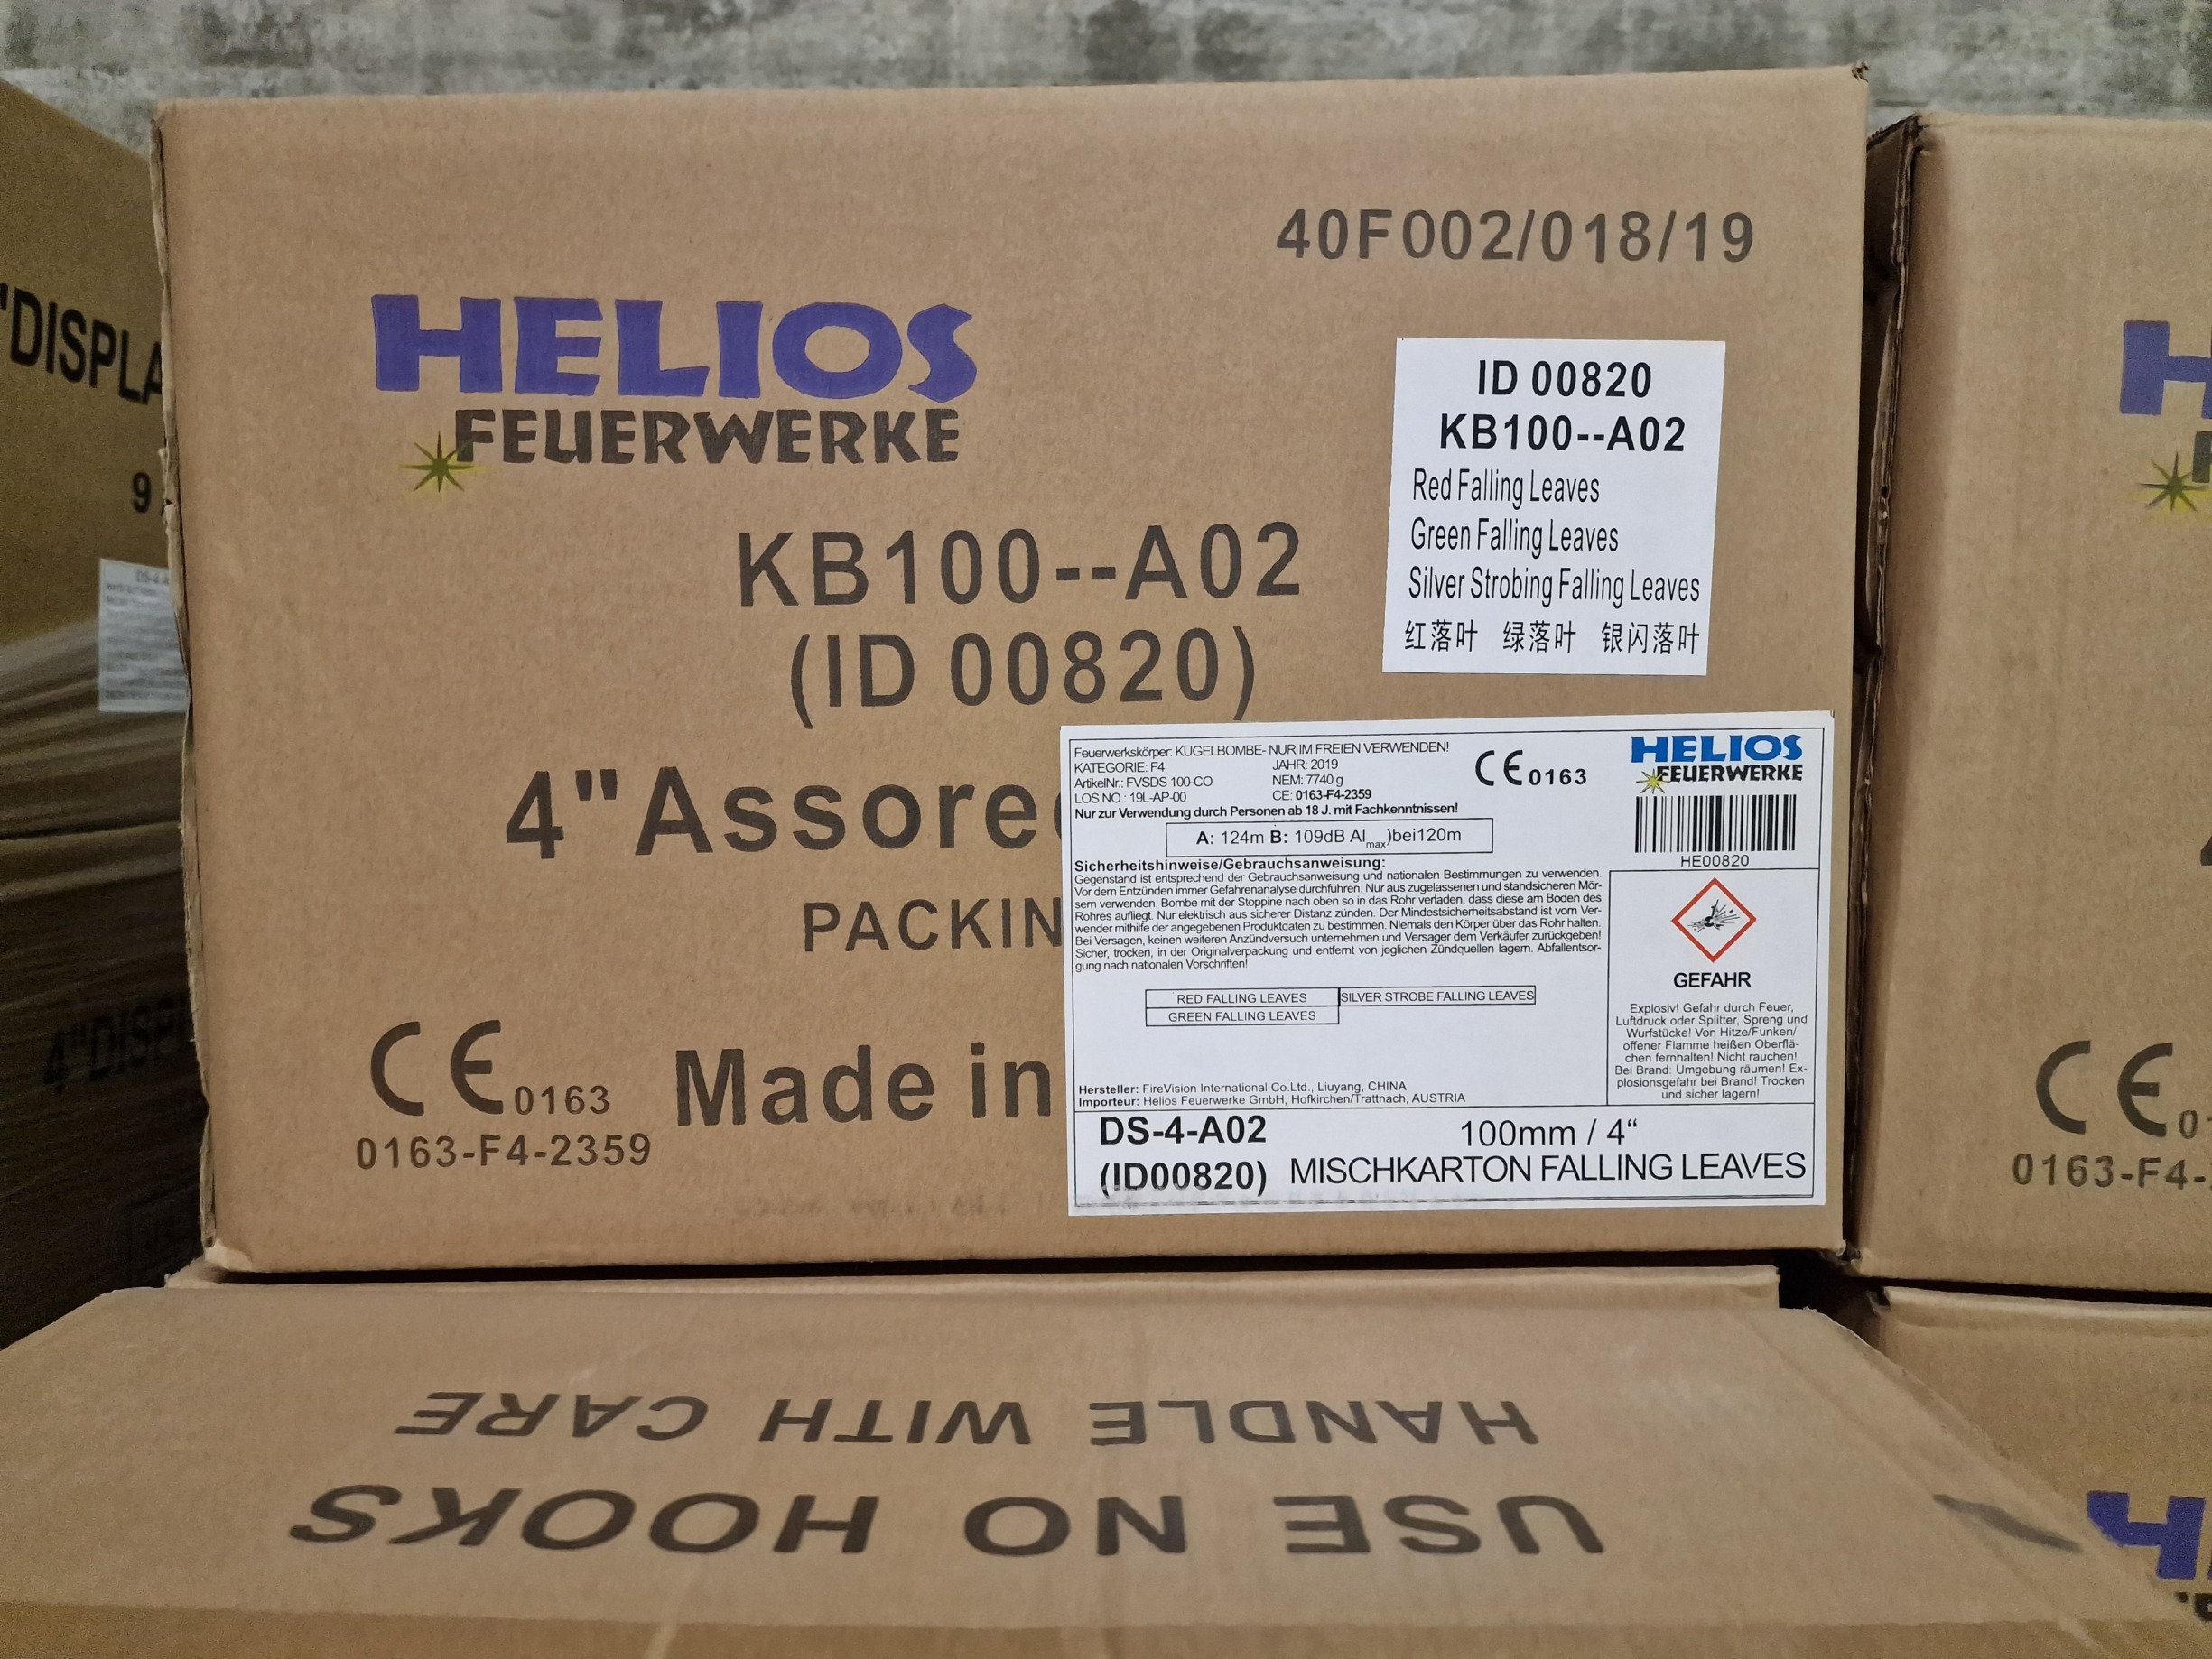 40F002/018/19
HELIOS
FEUERWERKE
ID 00820
KB100--A02
Red Falling Leaves
Green Falling Leaves
Silver Strobing Falling Leaves
红落叶 绿落叶 银闪落叶
KB100--A02
(ID 00820)
4"Assore
PACKIN
CE 0163
0163-F4-2359
Made in
Feuerwerkskörper: KUGELBOMBE- NUR IM FREIEN VERWENDEN!
KATEGORIE: F4 JAHR: 2019
ArtikelNr.: FVSDS 100-CO NEM: 7740 g
LOS NO.: 19L-AP-00 CE: 0163-F4-2359
Nur zur Verwendung durch Personen ab 18 J. mit Fachkenntnissen!
CE 0163
HELIOS
FEUERWERKE
HE00820
A: 124m B: 109dB AI max)bei120m
Sicherheitshinweise/Gebrauchsanweisung:
Gegenstand ist entsprechend der Gebrauchsanweisung und nationalen Bestimmungen zu verwenden.
Vor dem Entzünden immer Gefahrenanalyse durchführen. Nur aus zugelassenen und standsicheren Mör-
sern verwenden. Bombe mit der Stoppine nach oben so in das Rohr verladen, dass diese am Boden des
Rohres aufliegt. Nur elektrisch aus sicherer Distanz zünden. Der Mindestsicherheitsabstand ist vom Ver-
wender mithilfe der angegebenen Produktdaten zu bestimmen. Niemals den Körper über das Rohr halten.
Bei Versagen, keinen weiteren Anzündversuch unternehmen und Versager dem Verkäufer zurückgeben!
Sicher, trocken, in der Originalverpackung und entfernt von jeglichen Zündquellen lagern. Abfallentsor-
gung nach nationalen Vorschriften!
RED FALLING LEAVES SILVER STROBE FALLING LEAVES
GREEN FALLING LEAVES
GEFAHR
Explosiv! Gefahr durch Feuer,
Luftdruck oder Splitter, Spreng und
Wurfstücke! Von Hitze/Funken/
offener Flamme heißen Oberflä-
chen fernhalten! Nicht rauchen!
Bei Brand: Umgebung räumen! Ex-
plosionsgefahr bei Brand! Trocken
und sicher lagern!
Hersteller: FireVision International Co.Ltd., Liuyang, CHINA
Importeur: Helios Feuerwerke GmbH, Hofkirchen/Trattnach, AUSTRIA
DS-4-A02 100mm / 4“
(ID00820) MISCHKARTON FALLING LEAVES
"DISPLA
9
4"DISP
CE
0163-F4-
USE NO HOOKS
HANDLE WITH CARE